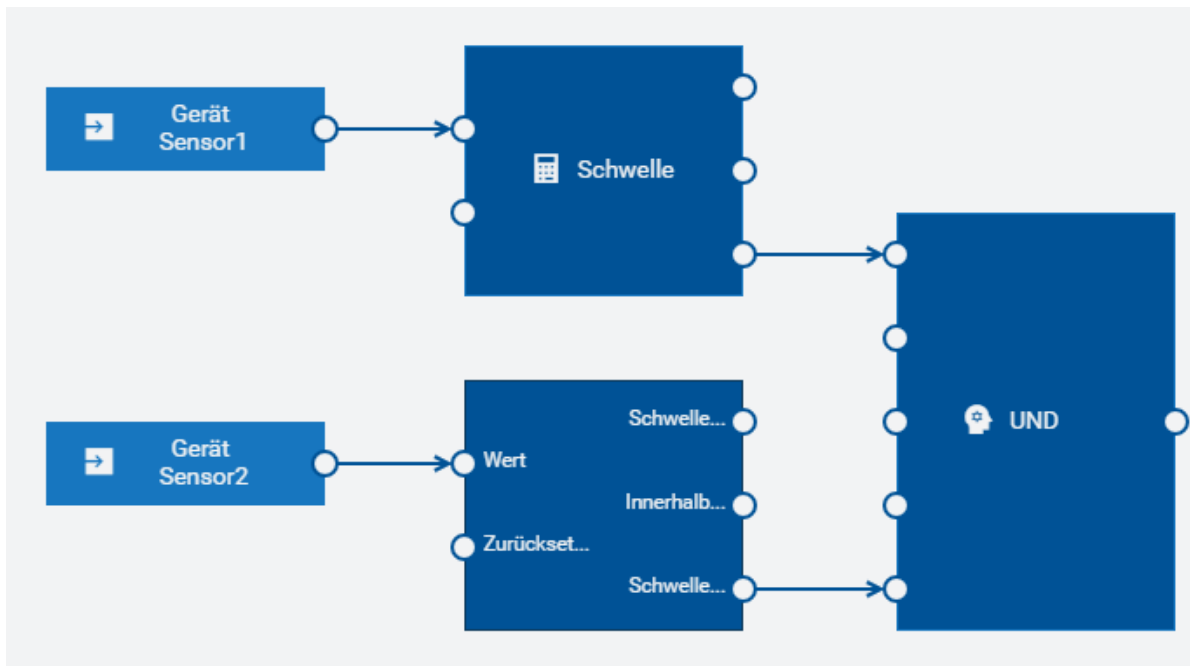 Gerät
Sensor1
Schwelle
UND
Gerät
Sensor2
Schwelle...
Wert
Innerhalb...
Zurückset...
Schwelle...